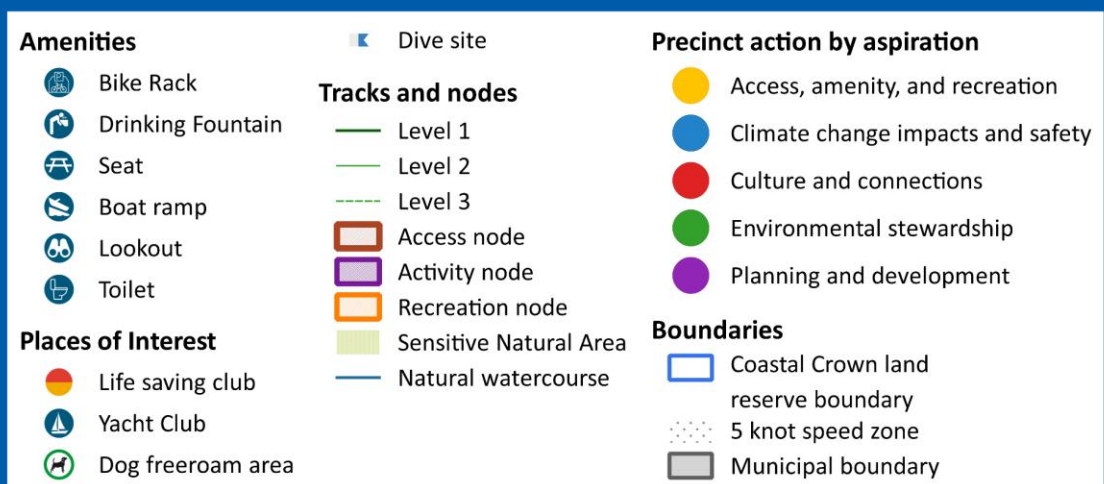 Amenities
Bike Rack
Drinking Fountain
Seat
Boat ramp
Lookout
Toilet
Places of Interest
Life saving club
Yacht Club
Dog freeroam area
Dive site
Tracks and nodes
Level 1
Level 2
Level 3
Access node
Activity node
Recreation node
Sensitive Natural Area
Natural watercourse
Precinct action by aspiration
Access, amenity, and recreation
Climate change impacts and safety
Culture and connections
Environmental stewardship
Planning and development
Boundaries
Coastal Crown land
reserve boundary
5 knot speed zone
Municipal boundary